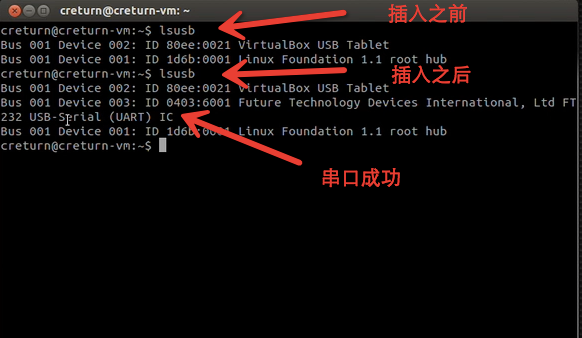 creturn@creturn-vm: ~
creturn@creturn-vm:~$ lsusb
插入之前
Bus 001 Device 002: ID 80ee:0021 VirtualBox USB Tablet
Bus 001 Device 001: ID 1d6b:0001 Linux Foundation 1.1 root hub
creturn@creturn-vm:~$ lsusb
插入之后
Bus 001 Device 002: ID 80ee:0021 VirtualBox USB Tablet
Bus 001 Device 003: ID 0403:6001 Future Technology Devices International, Ltd FT
232 USB-Serial (UART) IC
Bus 001 Device 001: ID 1d6b:0001 Linux Foundation 1.1 root hub
creturn@creturn-vm:~$
串口成功